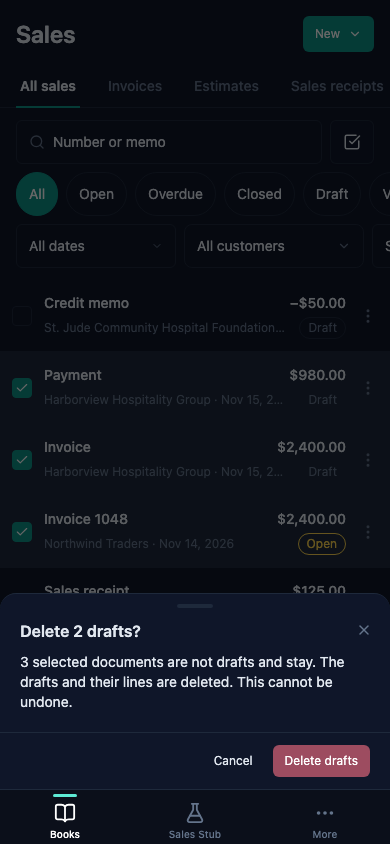 Sales
New
All sales Invoices Estimates Sales receipts
Number or memo
All Open Overdue Closed Draft V
All dates All customers S
Credit memo −$50.00
St. Jude Community Hospital Foundation... Draft
Payment $980.00
Harborview Hospitality Group · Nov 15, 2... Draft
Invoice $2,400.00
Harborview Hospitality Group · Nov 15, 2... Draft
Invoice 1048 $2,400.00
Northwind Traders · Nov 14, 2026 Open
Sales receipt $125.00
Delete 2 drafts?
3 selected documents are not drafts and stay. The
drafts and their lines are deleted. This cannot be
undone.
Cancel Delete drafts
Books Sales Stub More